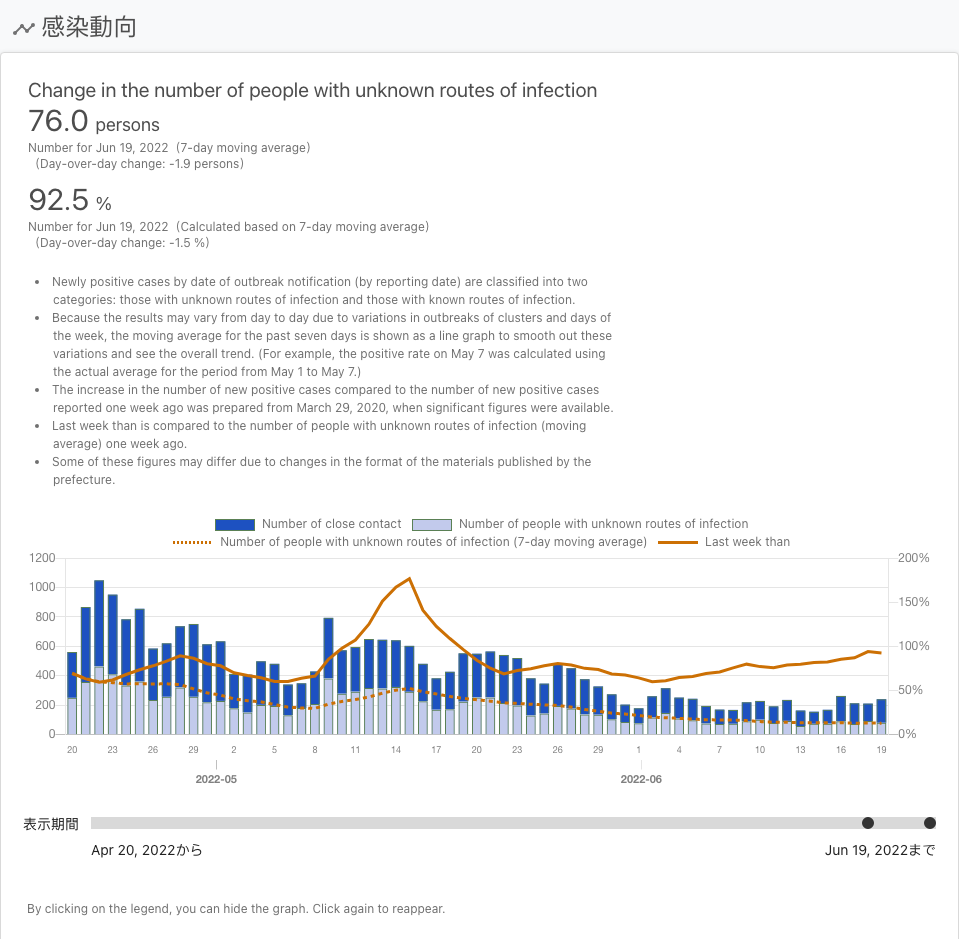 感染動向
Change in the number of people with unknown routes of infection
76.0 persons
Number for Jun 19, 2022 (7-day moving average)
(Day-over-day change: -1.9 persons)
92.5 %
Number for Jun 19, 2022 (Calculated based on 7-day moving average)
(Day-over-day change: -1.5 %)
• Newly positive cases by date of outbreak notification (by reporting date) are classified into two
categories: those with unknown routes of infection and those with known routes of infection.
• Because the results may vary from day to day due to variations in outbreaks of clusters and days of
the week, the moving average for the past seven days is shown as a line graph to smooth out these
variations and see the overall trend. (For example, the positive rate on May 7 was calculated using
the actual average for the period from May 1 to May 7.)
• The increase in the number of new positive cases compared to the number of new positive cases
reported one week ago was prepared from March 29, 2020, when significant figures were available.
• Last week than is compared to the number of people with unknown routes of infection (moving
average) one week ago.
• Some of these figures may differ due to changes in the format of the materials published by the
prefecture.
Number of close contact Number of people with unknown routes of infection
Number of people with unknown routes of infection (7-day moving average) Last week than
1200 200%
1000
800 150%
600 100%
400
200 50%
0 0%
20 23 26 29 2 5 8 11 14 17 20 23 26 29 1 4 7 10 13 16 19
2022-05 2022-06
表示期間
Apr 20, 2022から Jun 19, 2022まで
By clicking on the legend, you can hide the graph. Click again to reappear.